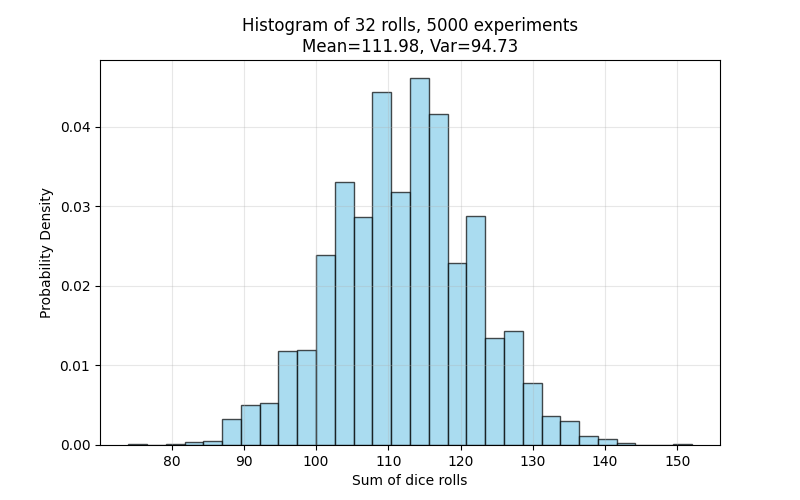 Histogram of 32 rolls, 5000 experiments
Mean=111.98, Var=94.73
Probability Density
0.04
0.03
0.02
0.01
0.00
80 90 100 110 120 130 140 150
Sum of dice rolls